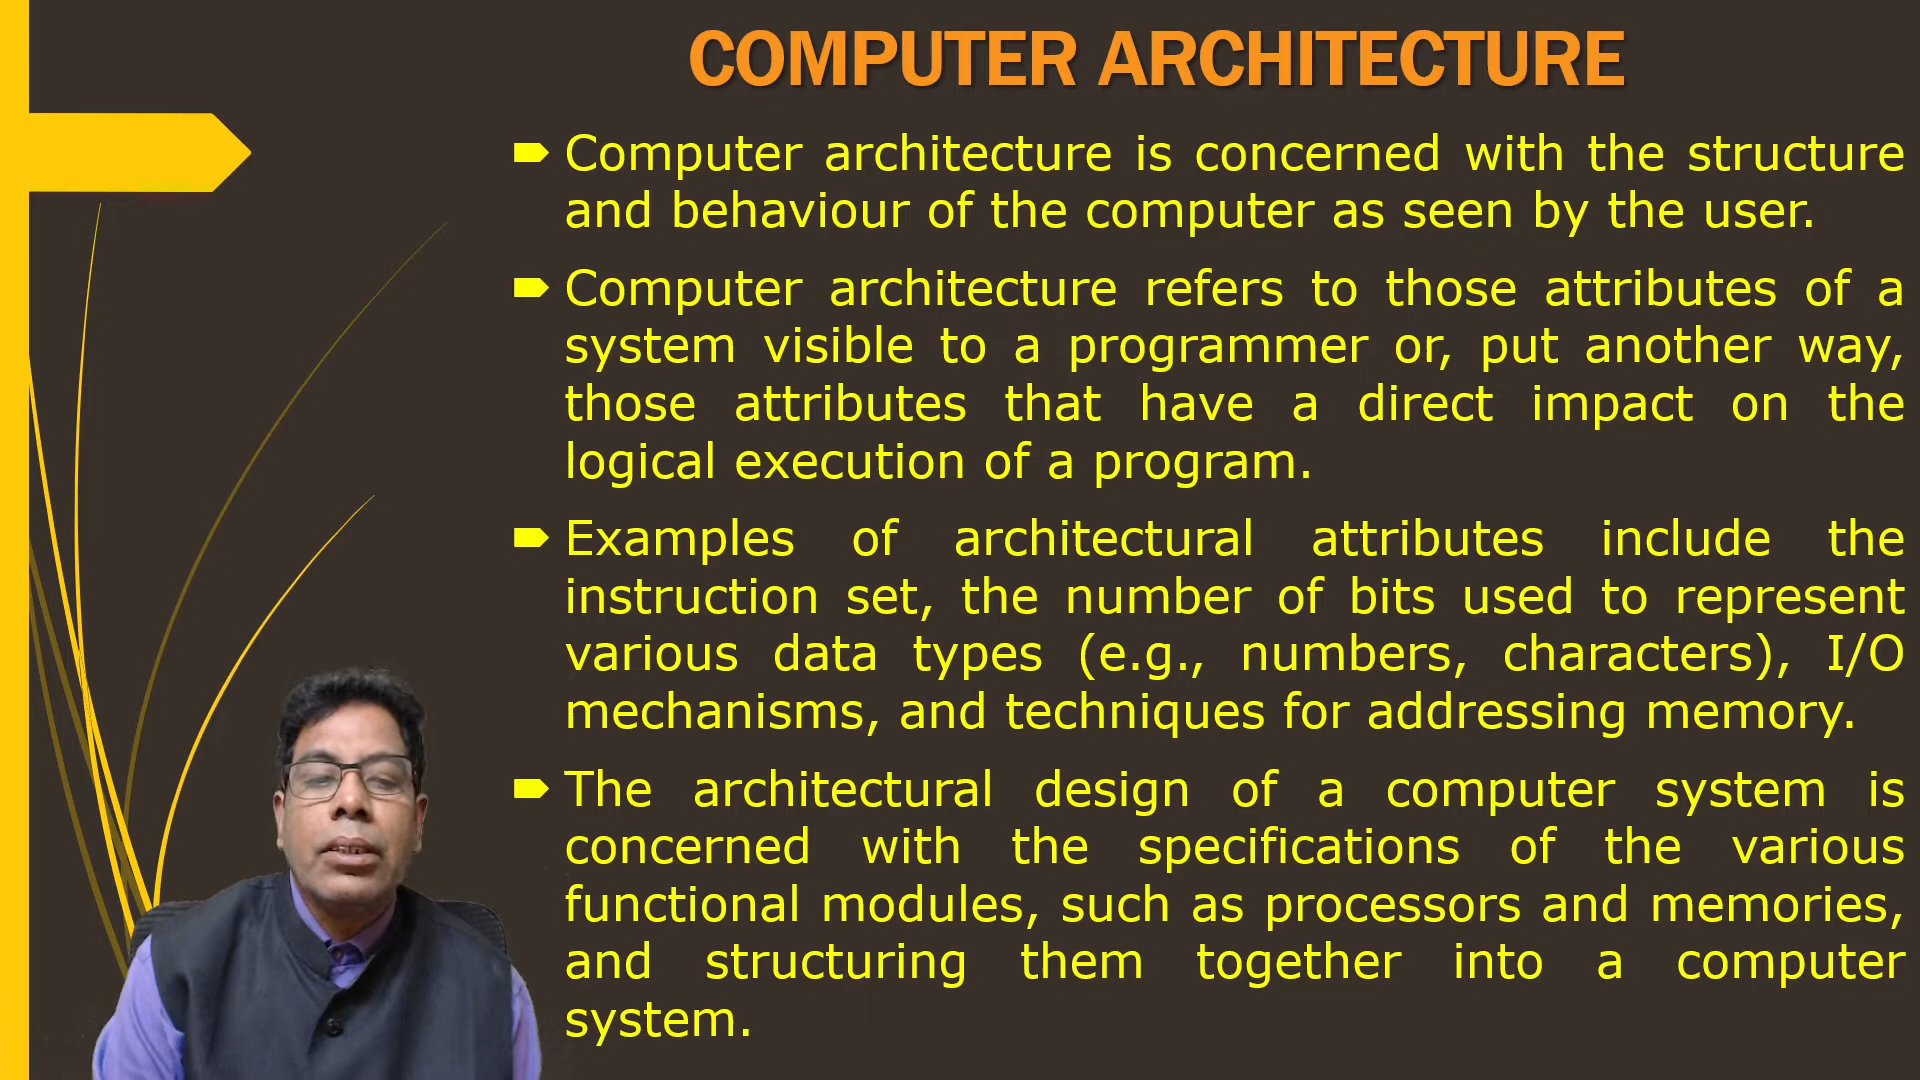 COMPUTER ARCHITECTURE
Computer architecture is concerned with the structure
and behaviour of the computer as seen by the user.
Computer architecture refers to those attributes of a
system visible to a programmer or, put another way,
those attributes that have a direct impact on the
logical execution of a program.
Examples of architectural attributes include the
instruction set, the number of bits used to represent
various data types (e.g., numbers, characters), I/O
mechanisms, and techniques for addressing memory.
The architectural design of a computer system is
concerned with the specifications of the various
functional modules, such as processors and memories,
and structuring them together into a computer
system.